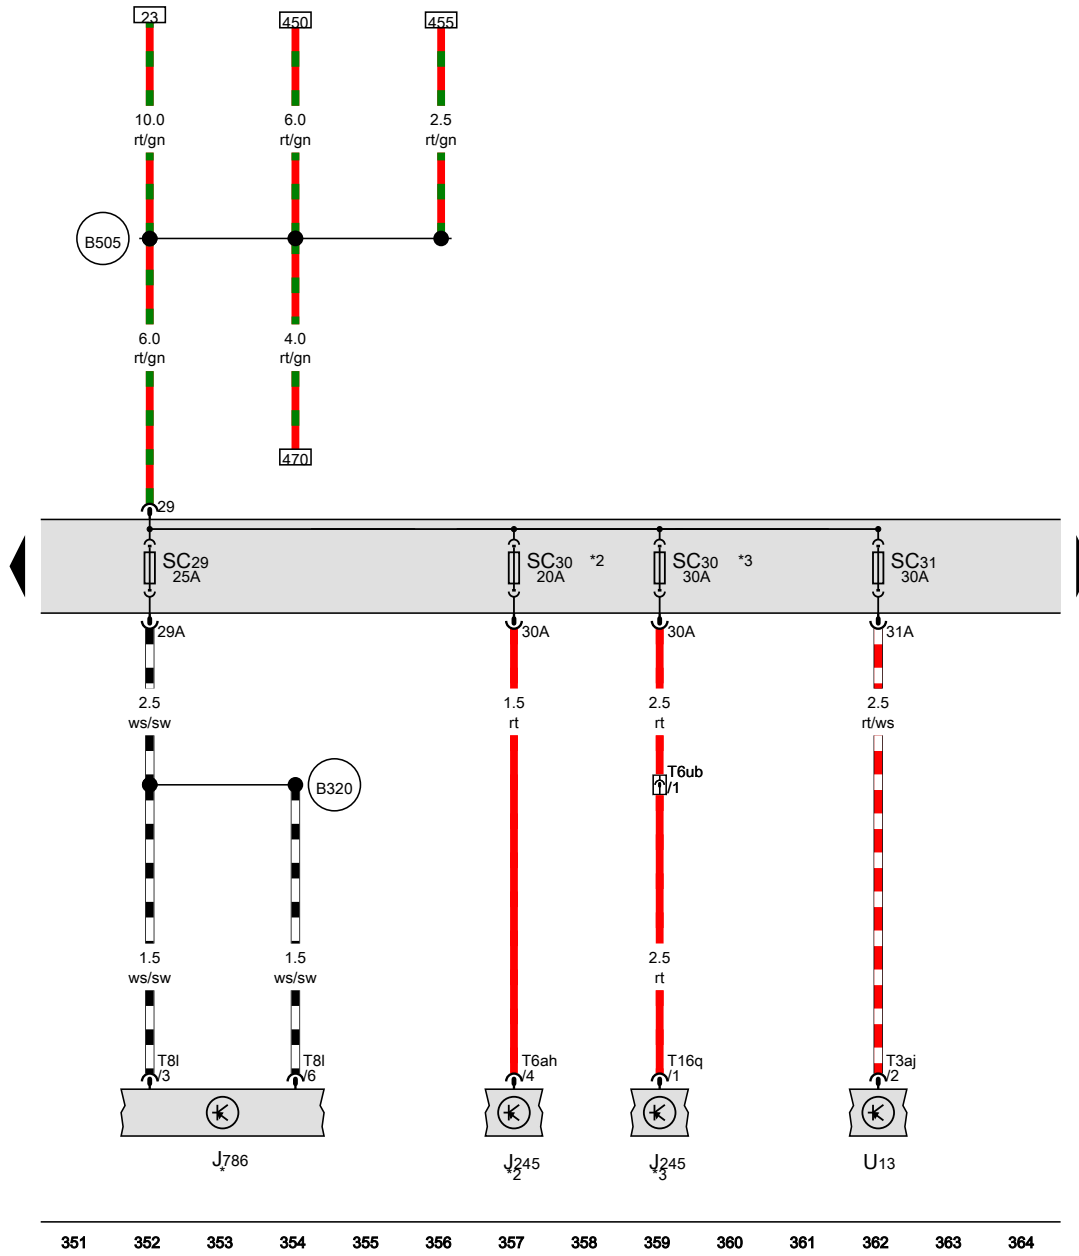 23 450 455
10.0 6.0 2.5
rt/gn rt/gn rt/gn
B505
6.0 4.0
rt/gn rt/gn
470
29
SC29 SC30 *2 SC30 *3 SC31
25A 20A 30A 30A
29A 30A 30A 31A
2.5 1.5 2.5 2.5
ws/sw rt rt rt/ws
T6ub
/1
B320
1.5 1.5 2.5
ws/sw ws/sw rt
T8l T8l T6ah T16q T3aj
/3 /6 /4 /1 /2
J786 J245 J245 U13
* *2 *3
351 352 353 354 355 356 357 358 359 360 361 362 363 364